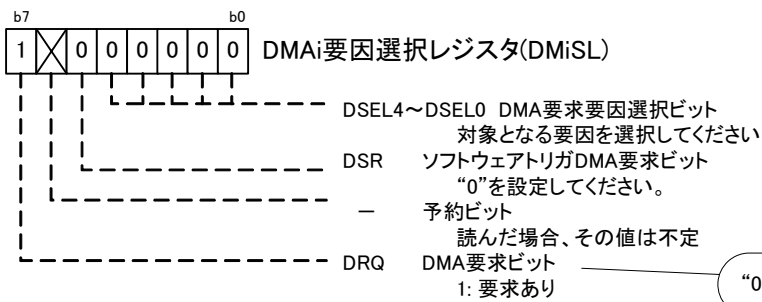 b7 b0
1 0 0 0 0 0 0 DMAi要因選択レジスタ(DMiSL)
DSEL4～DSEL0 DMA要求要因選択ビット
対象となる要因を選択してください
DSR ソフトウェアトリガDMA要求ビット
“0”を設定してください。
－ 予約ビット
読んだ場合、その値は不定
DRQ DMA要求ビット
1: 要求あり
“0